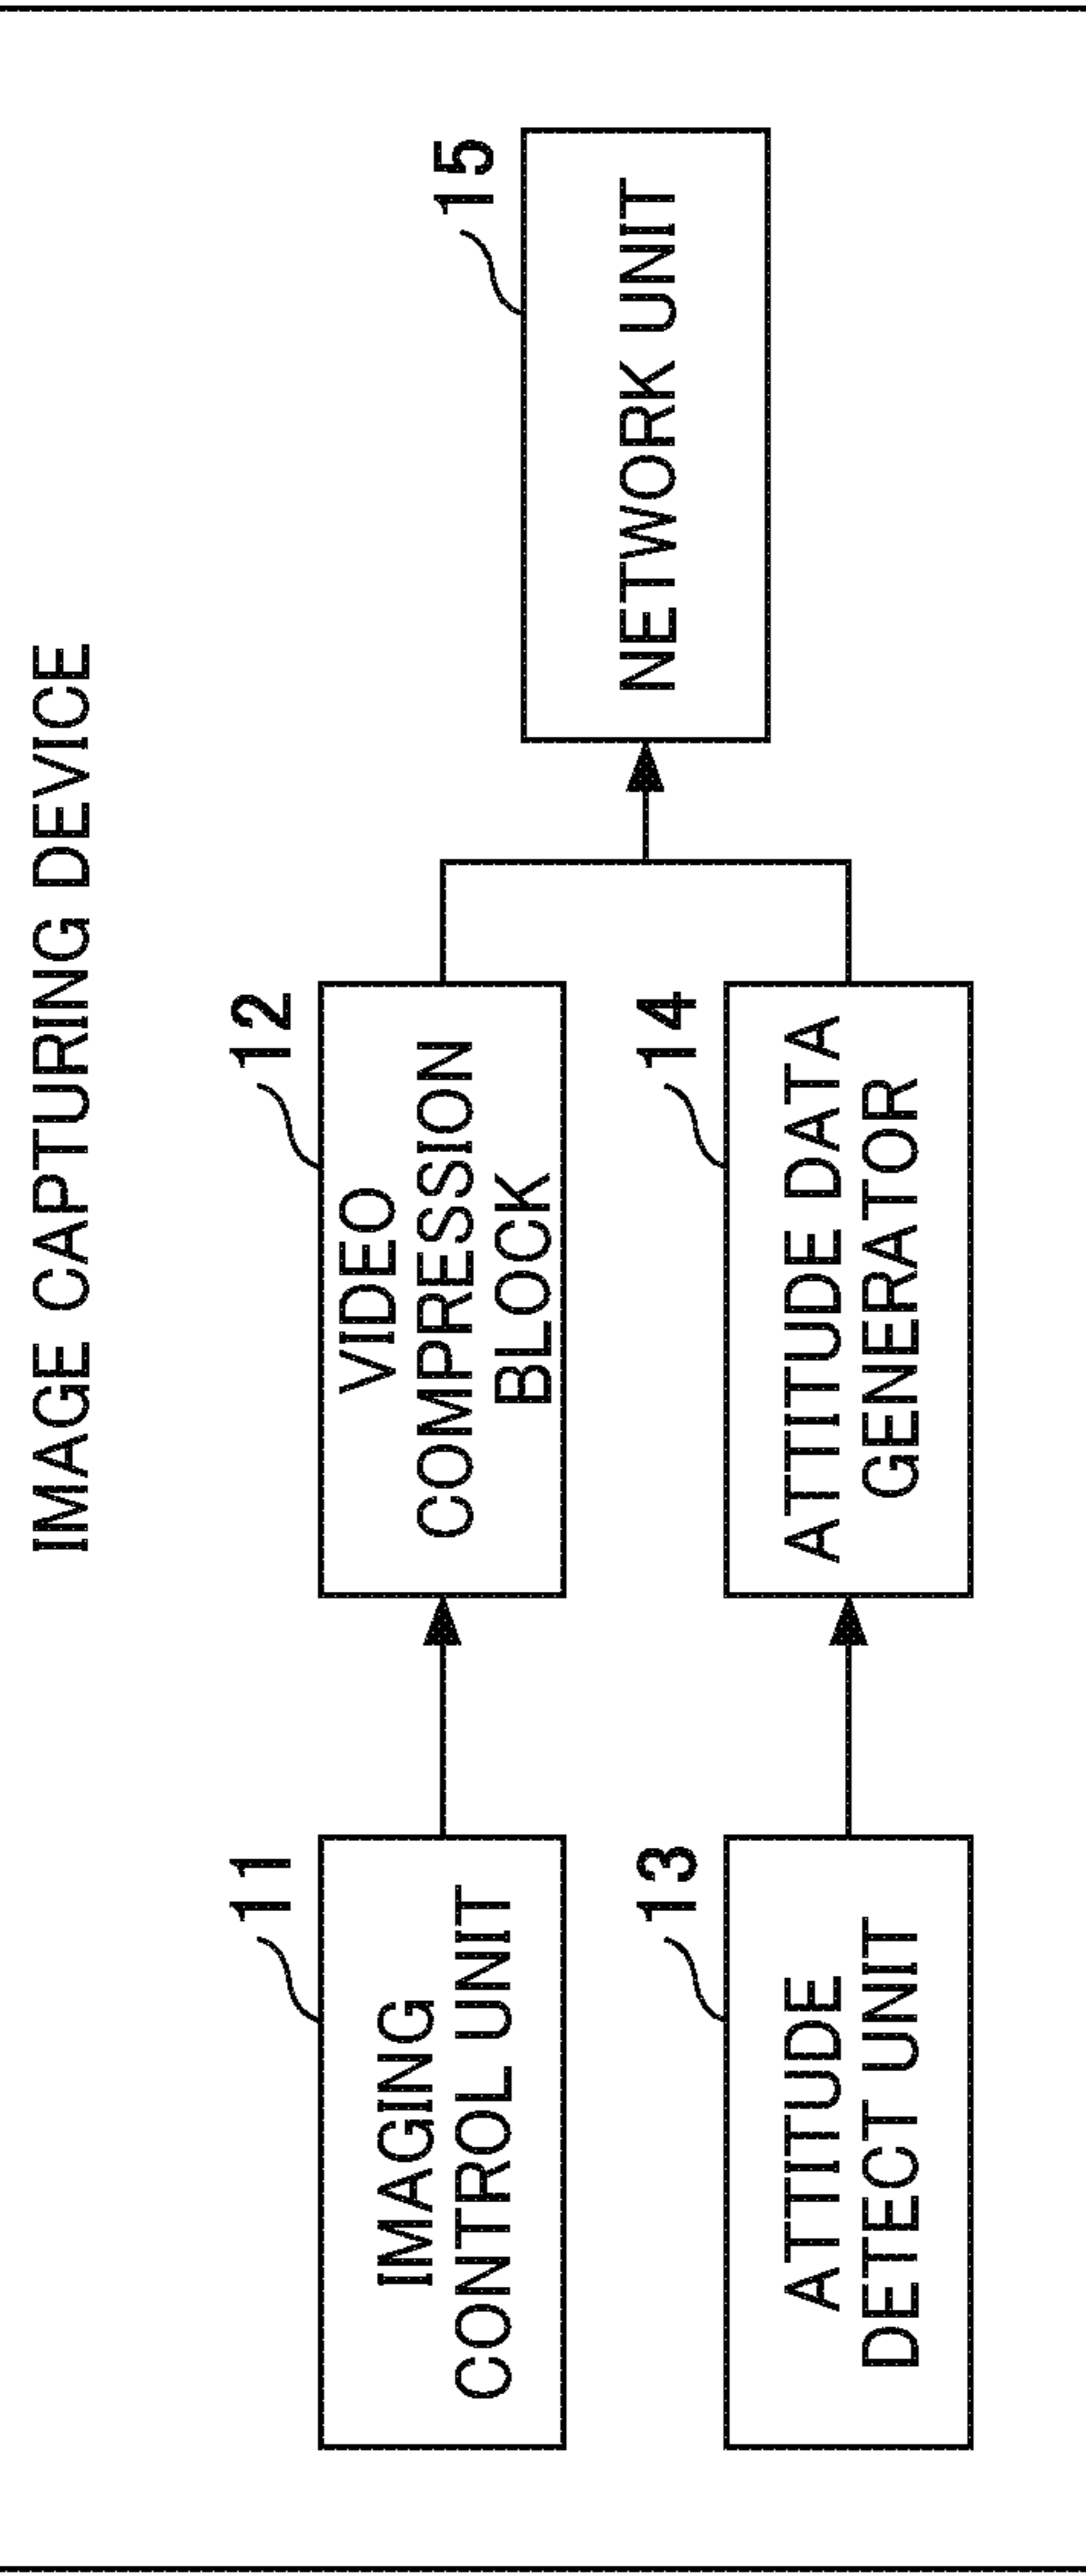 IMAGE CAPTURING DEVICE
11
IMAGING
CONTROL UNIT
12
VIDEO
COMPRESSION
BLOCK
13
ATTITUDE
DETECT UNIT
14
ATTITUDE DATA
GENERATOR
15
NETWORK UNIT